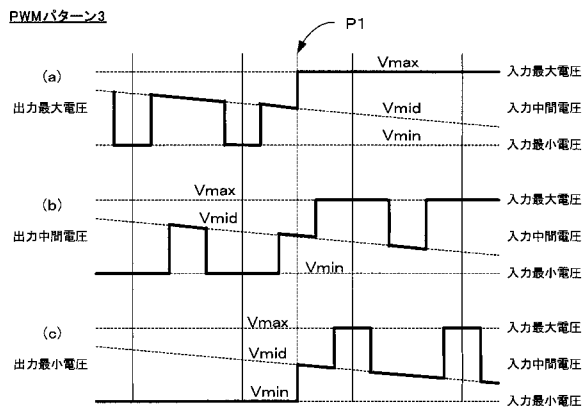 PWMパターン3
P1
(a)
出力最大電圧
Vmax
Vmid
Vmin
入力最大電圧
入力中間電圧
入力最小電圧
(b)
出力中間電圧
Vmax
Vmid
Vmin
入力最大電圧
入力中間電圧
入力最小電圧
(c)
出力最小電圧
Vmax
Vmid
Vmin
入力最大電圧
入力中間電圧
入力最小電圧